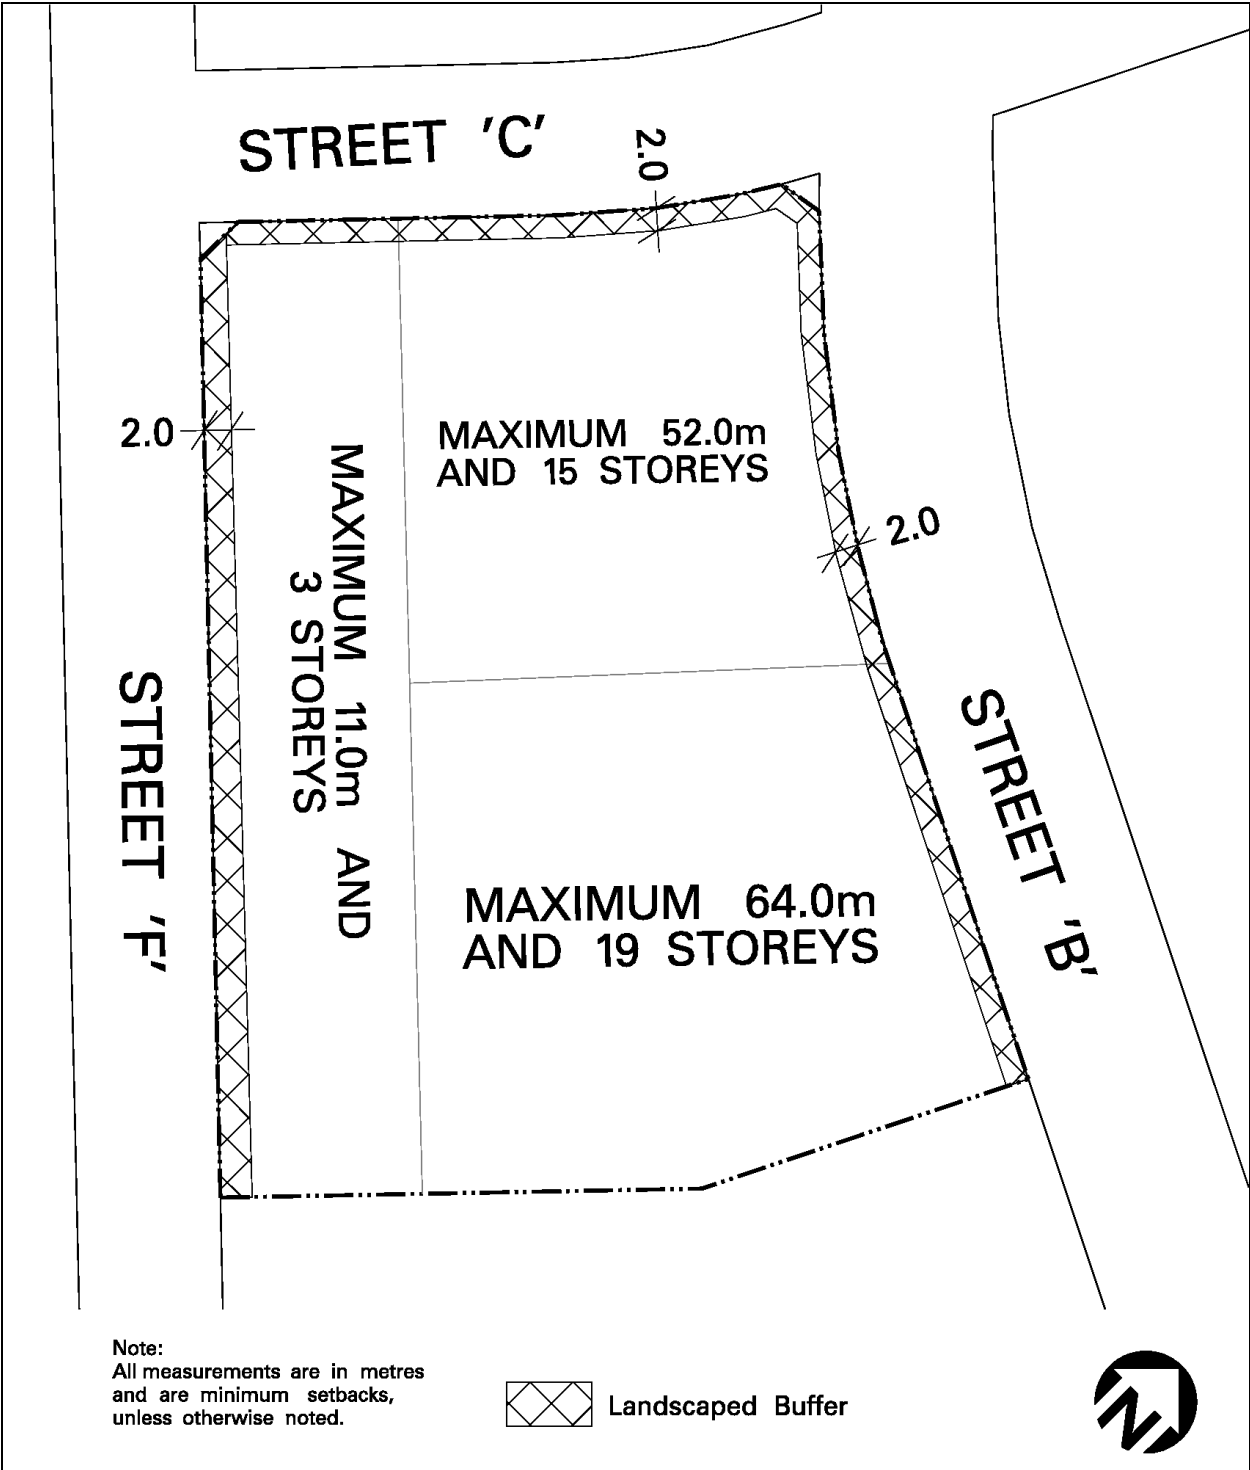 STREET 'C'
2.0
2.0
MAXIMUM 52.0m
AND 15 STOREYS
MAXIMUM 11.0m AND
3 STOREYS
2.0
STREET 'F'
STREET 'B'
MAXIMUM 64.0m
AND 19 STOREYS
Note:
All measurements are in metres
and are minimum setbacks,
unless otherwise noted.
Landscaped Buffer
N